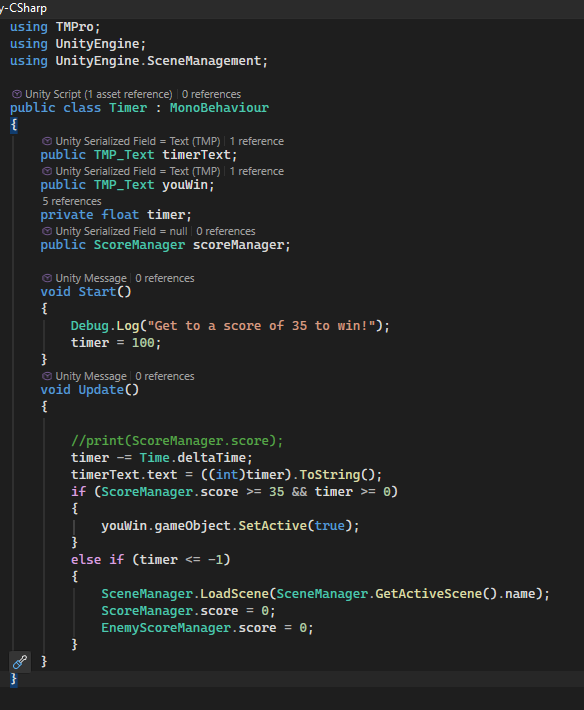 y-CSharp
using TMPro;
using UnityEngine;
using UnityEngine.SceneManagement;
Unity Script (1 asset reference) | 0 references
public class Timer : MonoBehaviour
{
Unity Serialized Field = Text (TMP) | 1 reference
public TMP_Text timerText;
Unity Serialized Field = Text (TMP) | 1 reference
public TMP_Text youWin;
5 references
private float timer;
Unity Serialized Field = null | 0 references
public ScoreManager scoreManager;
Unity Message | 0 references
void Start()
{
Debug.Log("Get to a score of 35 to win!");
timer = 100;
}
Unity Message | 0 references
void Update()
{
//print(ScoreManager.score);
timer -= Time.deltaTime;
timerText.text = ((int)timer).ToString();
if (ScoreManager.score >= 35 && timer >= 0)
{
youWin.gameObject.SetActive(true);
}
else if (timer <= -1)
{
SceneManager.LoadScene(SceneManager.GetActiveScene().name);
ScoreManager.score = 0;
EnemyScoreManager.score = 0;
}
}
}